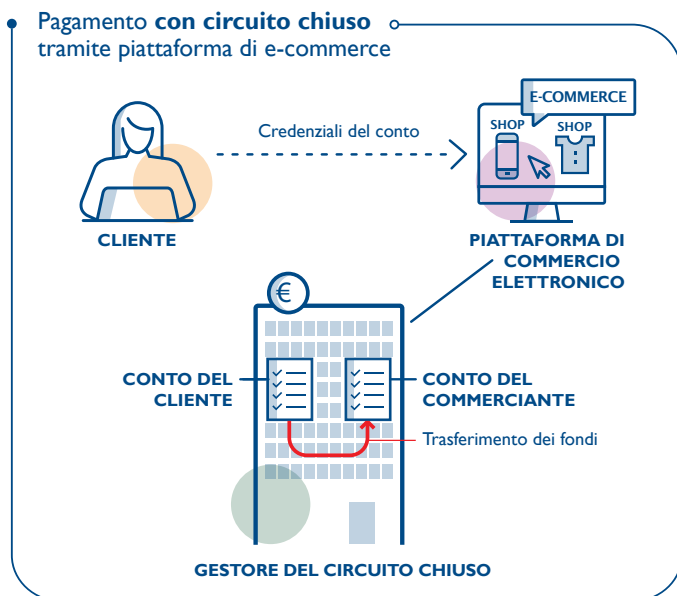 Pagamento con circuito chiuso
tramite piattaforma di e-commerce
E-COMMERCE
SHOP
SHOP
Credenziali del conto
CLIENTE
PIATTAFORMA DI
COMMERCIO
ELETTRONICO
€
CONTO DEL
CLIENTE
CONTO DEL
COMMERCIANTE
Trasferimento dei fondi
GESTORE DEL CIRCUITO CHIUSO